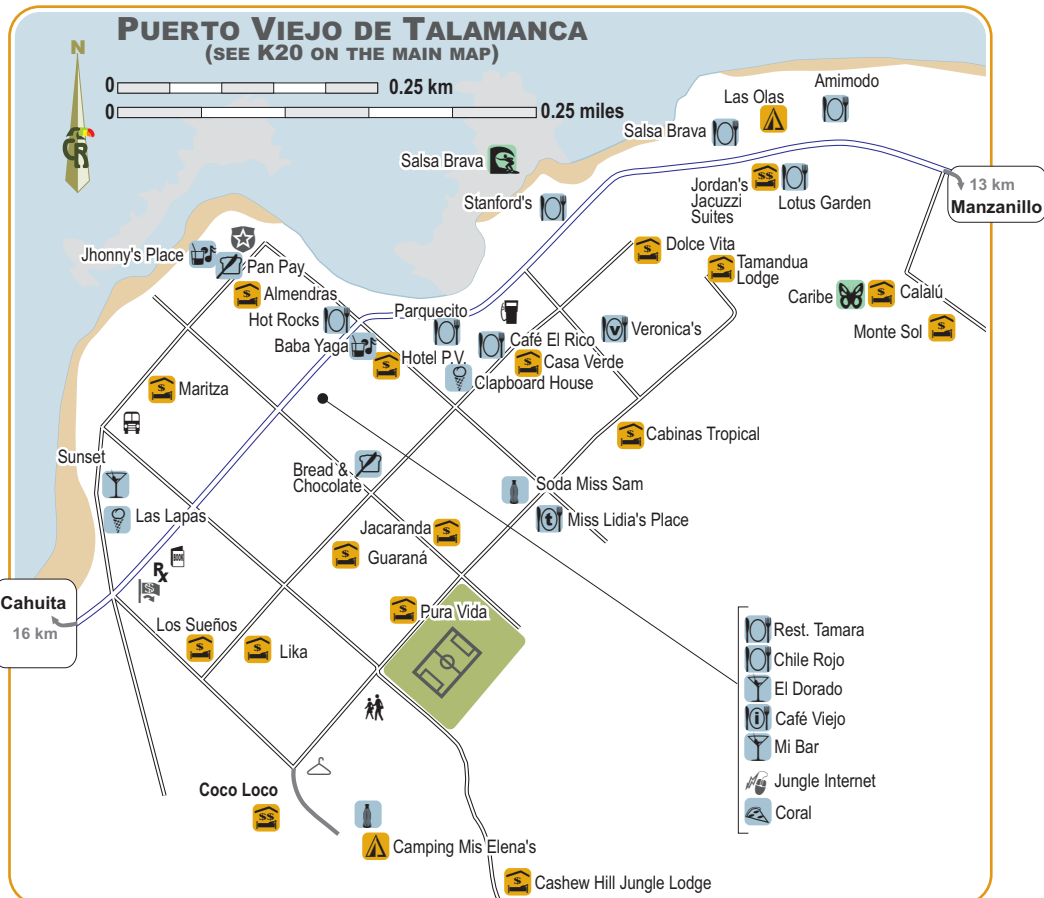 PUERTO VIEJO DE TALAMANCA
(SEE K20 ON THE MAIN MAP)
N
0 0.25 km
0 0.25 miles
CR
Amimodo
Las Olas
Salsa Brava
Salsa Brava
Stanford's
$$
Jordan's
Jacuzzi
Suites
Lotus Garden
13 km
Manzanillo
Jhonny's Place
Pan Pay
$
Almendras
Hot Rocks
Parquecito
Baba Yaga
$
Hotel P.V.
Café El Rico
$
Casa Verde
Clapboard House
v
Veronica's
$
Dolce Vita
$
Tamandua
Lodge
Caribe
$
Calalú
Monte Sol
$
$
Maritza
$
Cabinas Tropical
Sunset
Las Lapas
Bread &
Chocolate
Soda Miss Sam
t
Miss Lidia's Place
Jacaranda
$
$
Guaraná
BOOK
Rx
$$
Cahuita
16 km
$
Pura Vida
Los Sueños
$
$
Lika
Rest. Tamara
Chile Rojo
El Dorado
i
Café Viejo
Mi Bar
Jungle Internet
Coral
Coco Loco
$$
Camping Mis Elena's
$
Cashew Hill Jungle Lodge